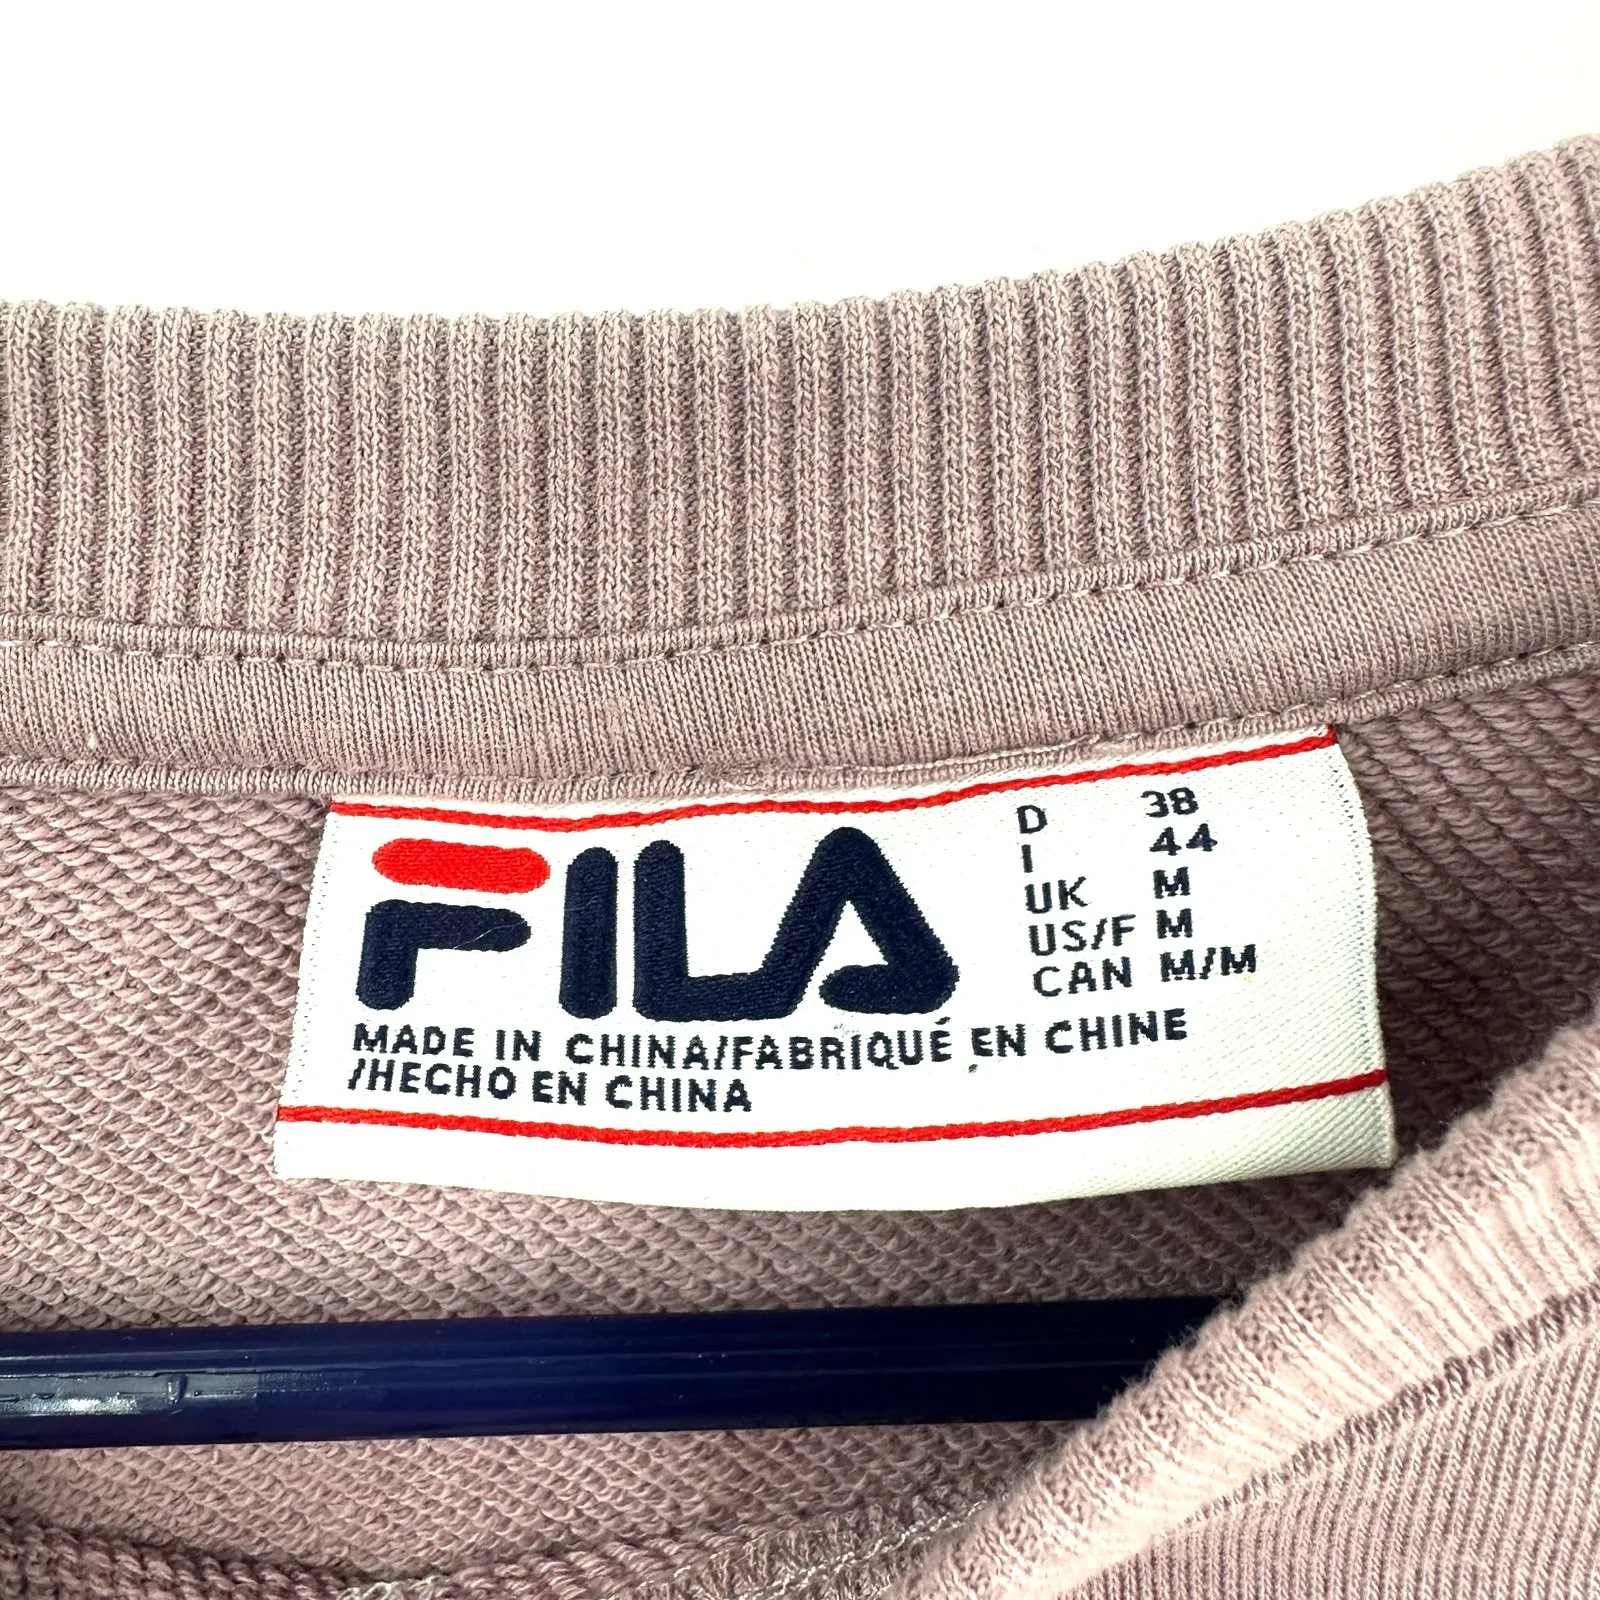 FILA
D 38
I 44
UK M
US/F M
CAN M/M
MADE IN CHINA/FABRIQUÉ EN CHINE
/HECHO EN CHINA